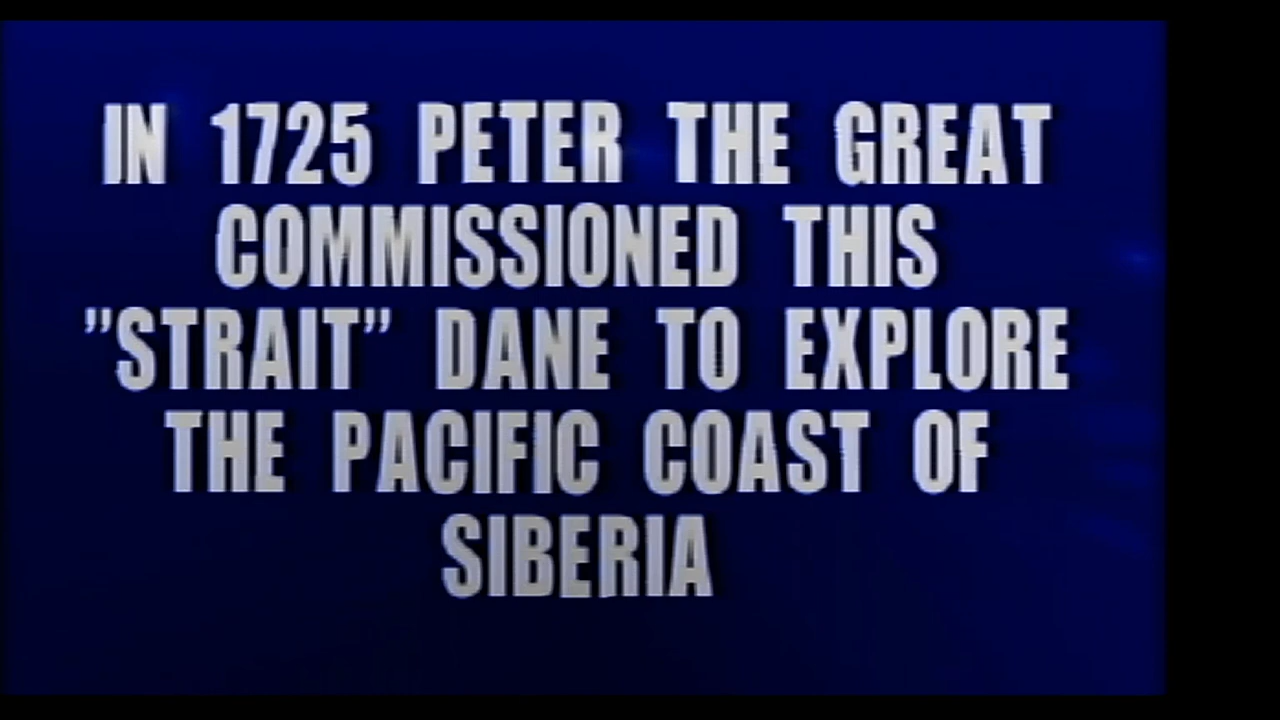 IN 1725 PETER THE GREAT
COMMISSIONED THIS
"STRAIT" DANE TO EXPLORE
THE PACIFIC COAST OF
SIBERIA